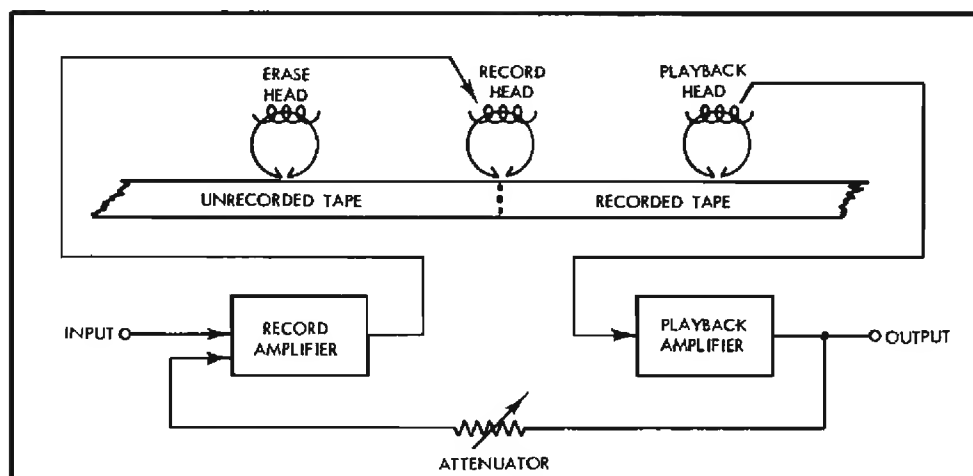 ERASE
HEAD
RECORD
HEAD
PLAYBACK
HEAD
UNRECORDED TAPE
RECORDED TAPE
INPUT
RECORD
AMPLIFIER
PLAYBACK
AMPLIFIER
OUTPUT
ATTENUATOR